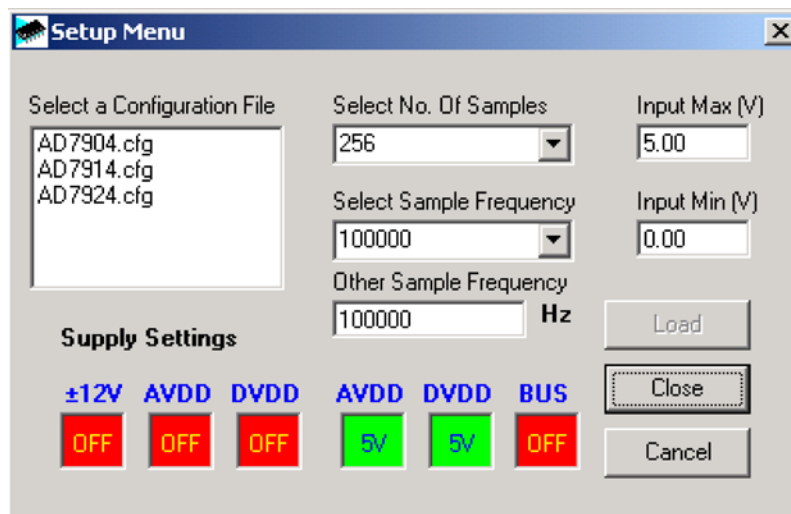 Setup Menu
Select a Configuration File
AD7904.cfg
AD7914.cfg
AD7924.cfg
Select No. Of Samples
256
Input Max (V)
5.00
Select Sample Frequency
100000
Input Min (V)
0.00
Other Sample Frequency
100000 Hz
Load
Close
Cancel
Supply Settings
±12V AVDD DVDD AVDD DVDD BUS
OFF OFF OFF 5V 5V OFF